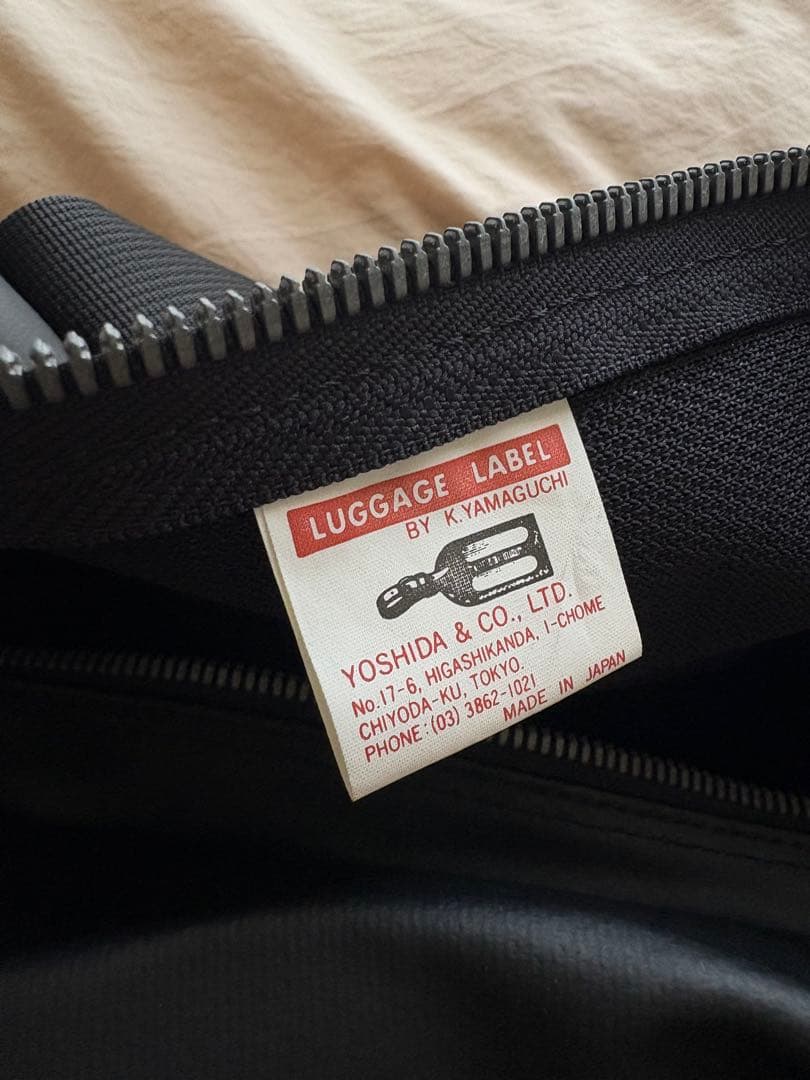 LUGGAGE LABEL
BY K.YAMAGUCHI
YOSHIDA & CO., LTD.
No.17-6, HIGASHIKANDA, 1-CHOME
CHIYODA-KU, TOKYO.
PHONE:(03) 3862-1021
MADE IN JAPAN